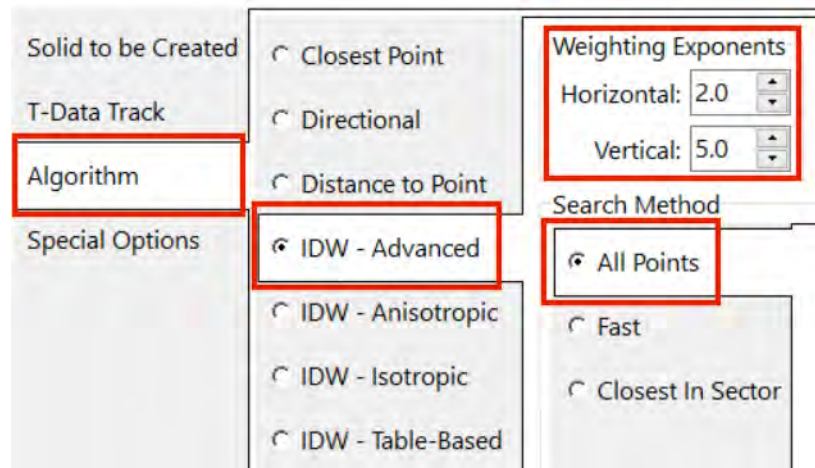 Solid to be Created
T-Data Track
Algorithm
Special Options
Closest Point
Directional
Distance to Point
IDW - Advanced
IDW - Anisotropic
IDW - Isotropic
IDW - Table-Based
Weighting Exponents
Horizontal: 2.0
Vertical: 5.0
Search Method
All Points
Fast
Closest In Sector